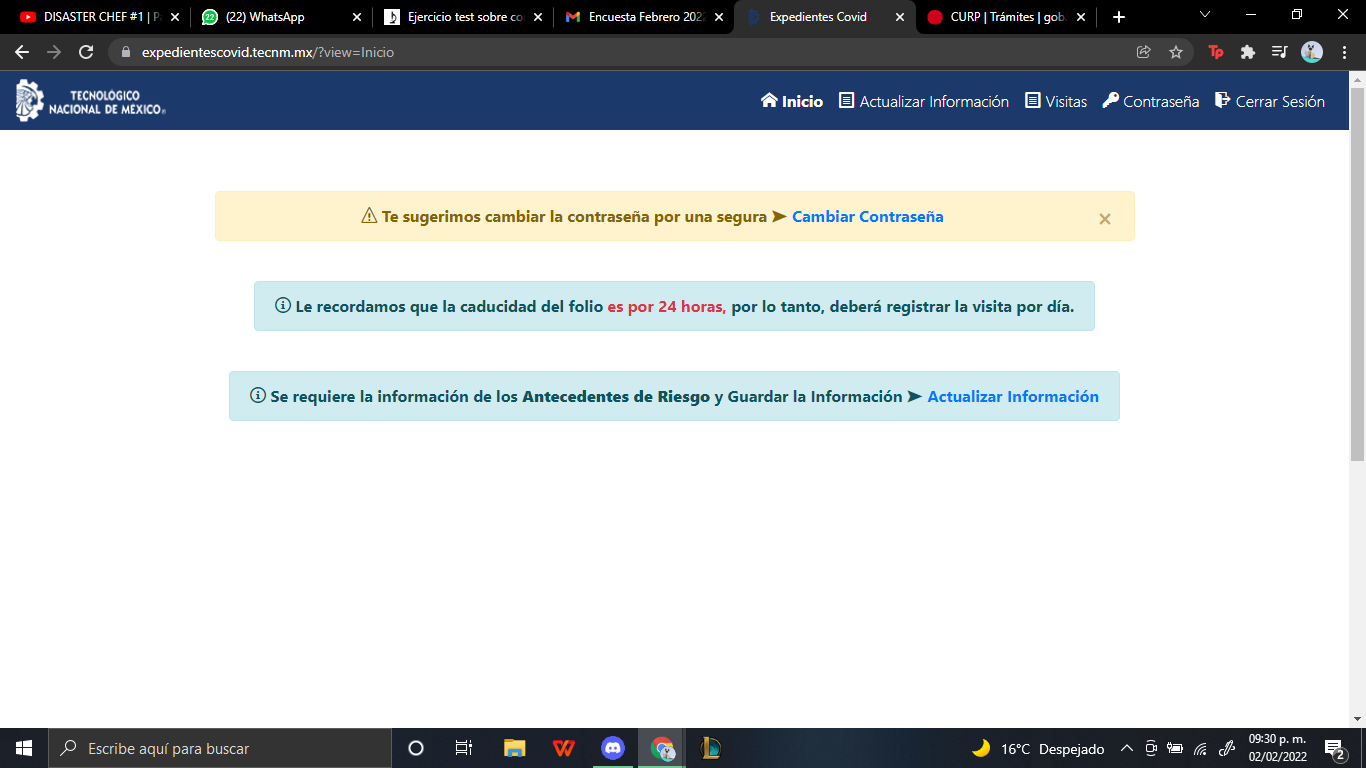 DISASTER CHEF #1 | P
(22) WhatsApp
Ejercicio test sobre co
Encuesta Febrero 2022
Expedientes Covid
CURP | Trámites | gob
expedientescovid.tecnm.mx/?view=Inicio
TECNOLÓGICO
NACIONAL DE MÉXICO®
Inicio
Actualizar Información
Visitas
Contraseña
Cerrar Sesión
Te sugerimos cambiar la contraseña por una segura ➤ Cambiar Contraseña
×
Le recordamos que la caducidad del folio es por 24 horas, por lo tanto, deberá registrar la visita por día.
Se requiere la información de los Antecedentes de Riesgo y Guardar la Información ➤ Actualizar Información
Escribe aquí para buscar
16°C Despejado
09:30 p. m.
02/02/2022
2